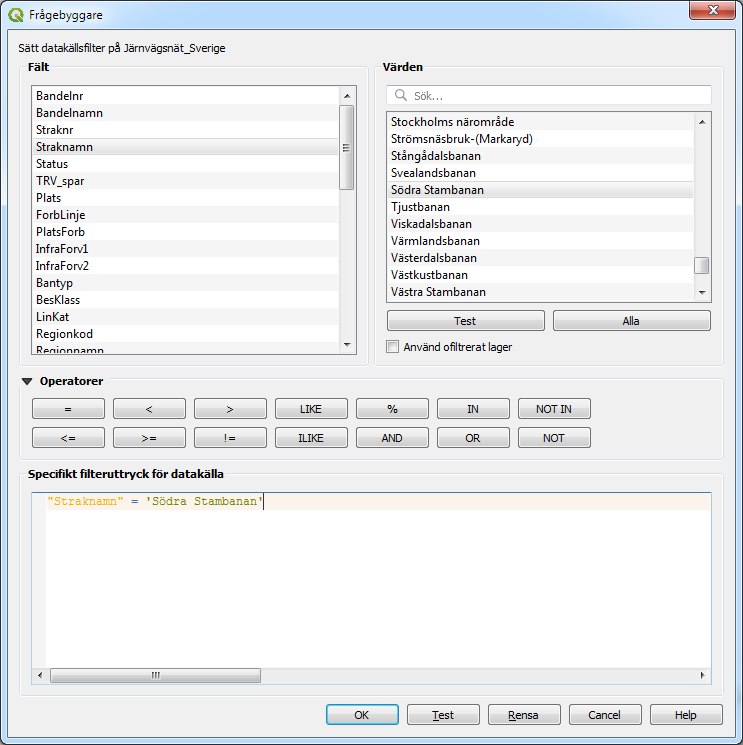 Frågebyggare
Sätt datakällsfilter på Järnvägsnät_Sverige
Fält
Bandelnr
Bandelnamn
Straknr
Straknamn
Status
TRV_spar
Plats
ForbLinje
PlatsForb
InfraForv1
InfraForv2
Bantyp
BesKlass
LinKat
Regionkod
Regionnamn
Värden
Sök...
Stockholms närområde
Strömsnäsbruk-(Markaryd)
Stångådalsbanan
Svealandsbanan
Södra Stambanan
Tjustbanan
Viskadalsbanan
Värmlandsbanan
Västerdalsbanan
Västkustbanan
Västra Stambanan
Test Alla
Använd ofiltrerat lager
Operatorer
= < > LIKE % IN NOT IN
<= >= != ILIKE AND OR NOT
Specifikt filteruttryck för datakälla
"Straknamn" = 'Södra Stambanan'
OK Test Rensa Cancel Help